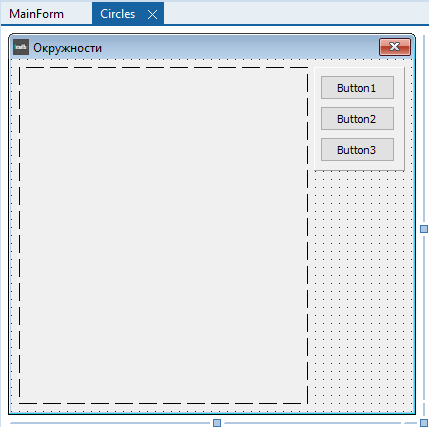 MainForm Circles
Окружности
Button1
Button2
Button3